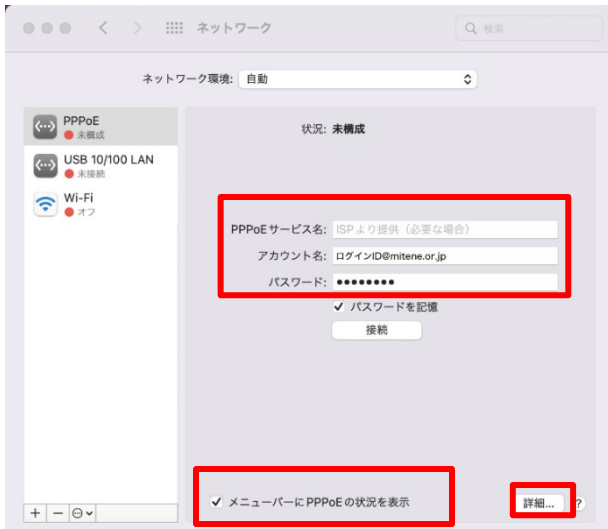 ネットワーク
検索
ネットワーク環境: 自動
PPPoE
未構成
USB 10/100 LAN
未接続
Wi-Fi
オフ
状況: 未構成
PPPoEサービス名: ISPより提供（必要な場合）
アカウント名: ログインID@mitene.or.jp
パスワード: ●●●●●●●●
パスワードを記憶
接続
メニューバーにPPPoEの状況を表示
詳細... ?